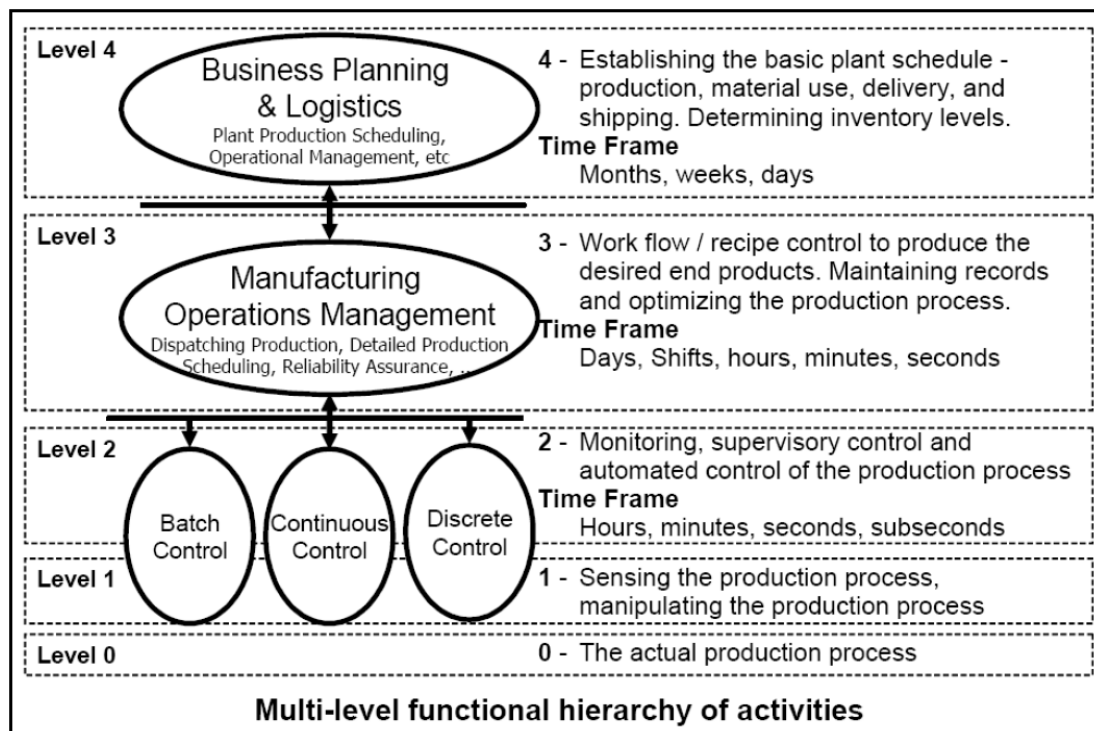 Level 4
Business Planning
& Logistics
Plant Production Scheduling,
Operational Management, etc
4 - Establishing the basic plant schedule -
production, material use, delivery, and
shipping. Determining inventory levels.
Time Frame
Months, weeks, days
Level 3
Manufacturing
Operations Management
Dispatching Production, Detailed Production
Scheduling, Reliability Assurance, ...
3 - Work flow / recipe control to produce the
desired end products. Maintaining records
and optimizing the production process.
Time Frame
Days, Shifts, hours, minutes, seconds
Level 2
Batch
Control
Continuous
Control
Discrete
Control
2 - Monitoring, supervisory control and
automated control of the production process
Time Frame
Hours, minutes, seconds, subseconds
Level 1
1 - Sensing the production process,
manipulating the production process
Level 0
0 - The actual production process
Multi-level functional hierarchy of activities